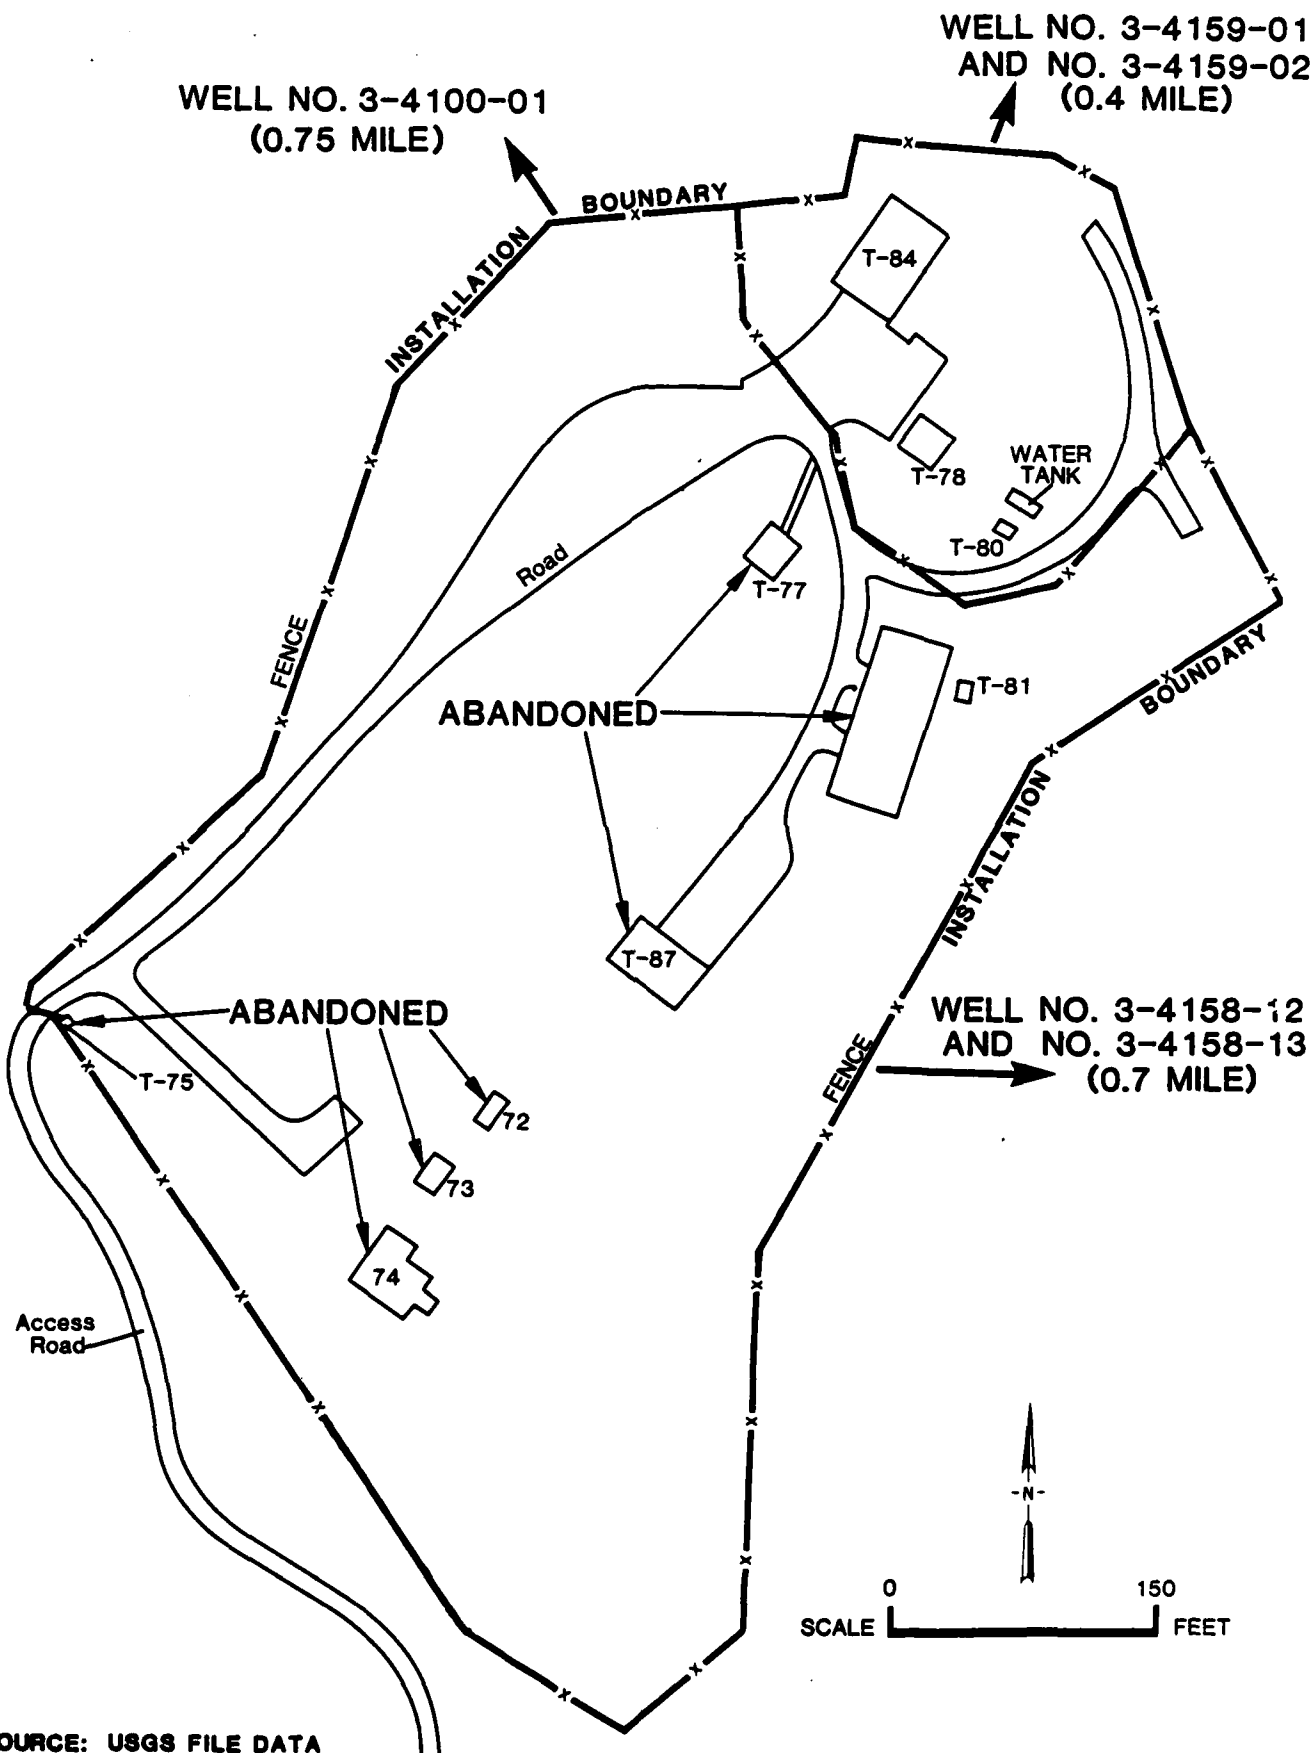 WELL NO. 3-4159-01
AND NO. 3-4159-02
(0.4 MILE)
WELL NO. 3-4100-01
(0.75 MILE)
BOUNDARY
INSTALLATION
T-84
WATER
TANK
T-78
T-80
Road
T-77
FENCE
BOUNDARY
T-81
ABANDONED
INSTALLATION
T-87
ABANDONED
WELL NO. 3-4158-12
AND NO. 3-4158-13
(0.7 MILE)
FENCE
T-75
72
73
74
Access
Road
-N-
0 150
SCALE FEET
OURCE: USGS FILE DATA